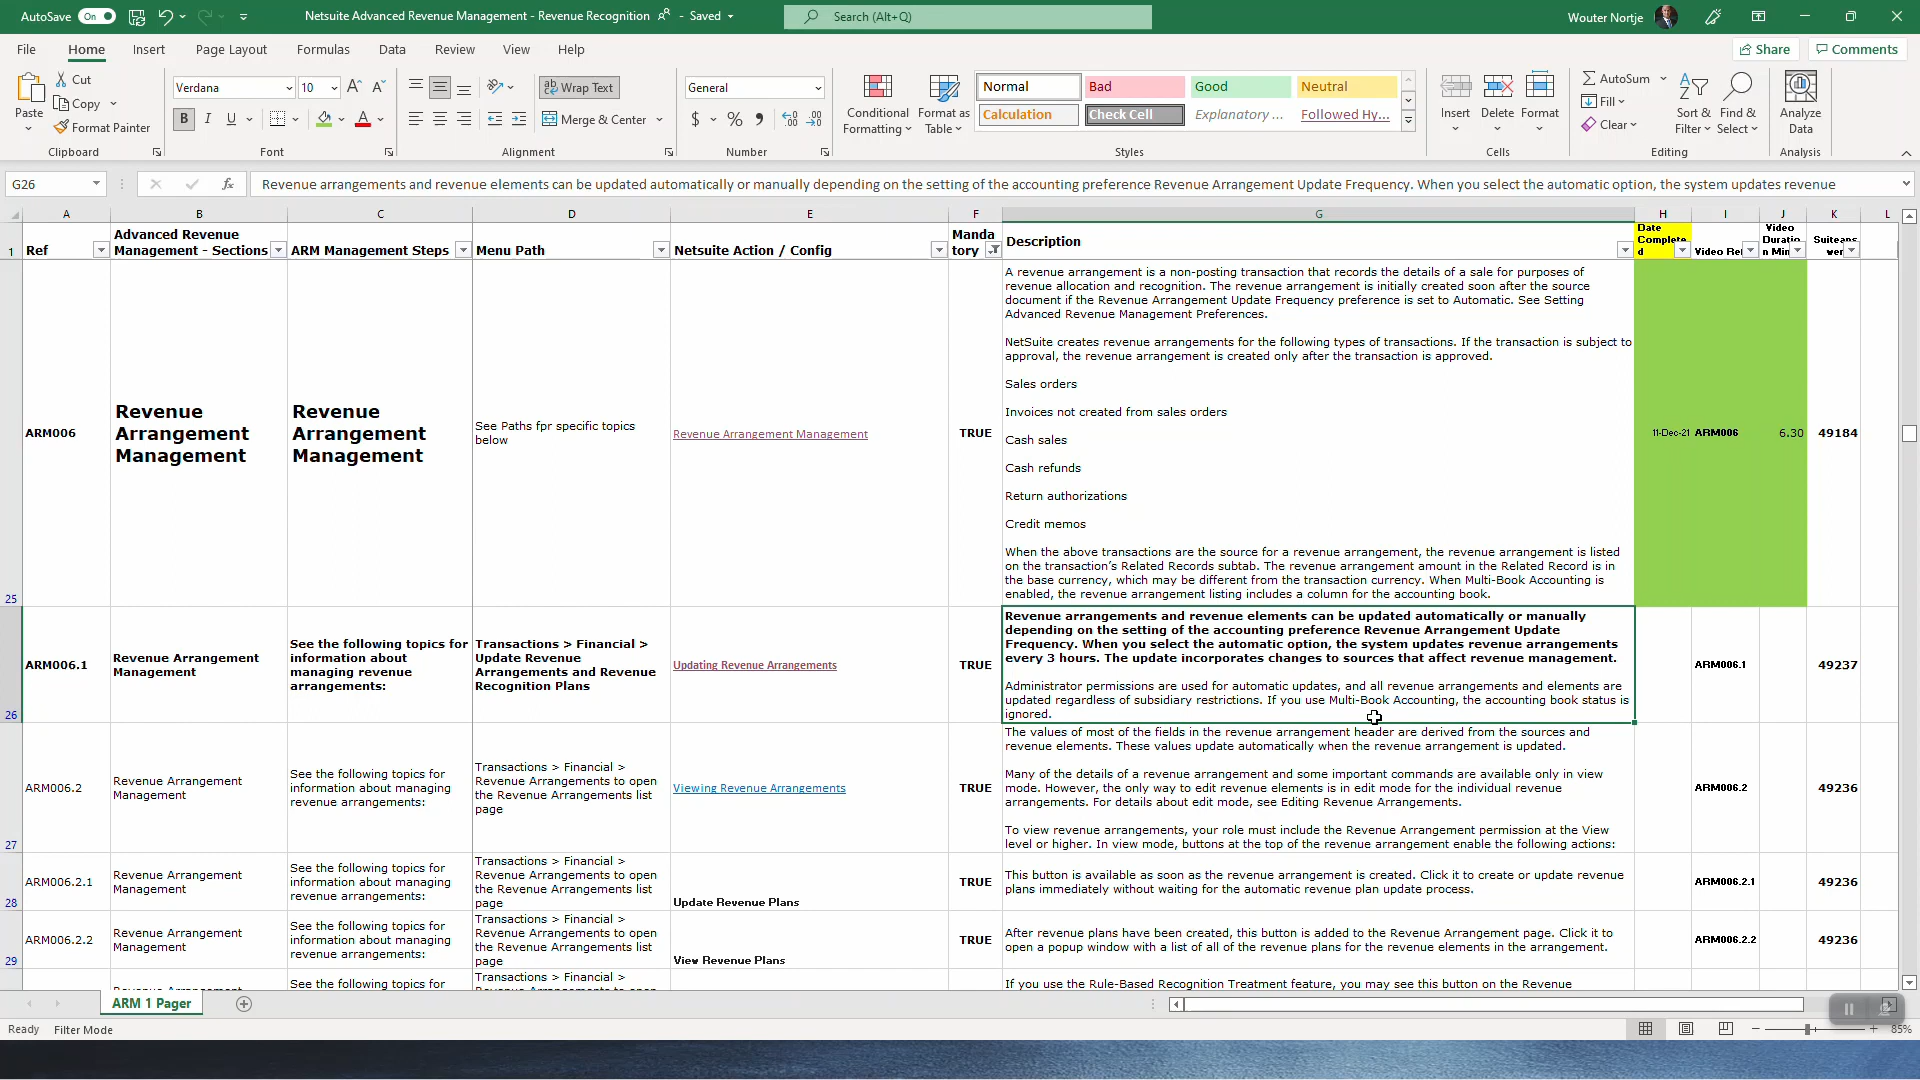 AutoSave On
Netsuite Advanced Revenue Management - Revenue Recognition - Saved
Search (Alt+Q)
Wouter Nortje
File Home Insert Page Layout Formulas Data Review View Help
Share Comments
Paste
Cut
Copy
Format Painter
Clipboard
Verdana 10
B I U
Font
Wrap Text
Merge & Center
Alignment
General
$ % ,
Number
Conditional Formatting
Format as Table
Normal Bad Good Neutral
Calculation Check Cell Explanatory ... Followed Hy...
Styles
Insert Delete Format
Cells
AutoSum
Fill
Clear
Sort & Filter
Find & Select
Editing
Analyze Data
Analysis
G26
fx
Revenue arrangements and revenue elements can be updated automatically or manually depending on the setting of the accounting preference Revenue Arrangement Update Frequency. When you select the automatic option, the system updates revenue
A B C D E F G H I J K L
1
Ref
Advanced Revenue
Management - Sections
ARM Management Steps
Menu Path
Netsuite Action / Config
Manda
tory
Description
Date
Complete
d
Video Re
Video
Duratio
n Min
Suiteans
wer
25
ARM006
Revenue
Arrangement
Management
Revenue
Arrangement
Management
See Paths fpr specific topics
below
Revenue Arrangement Management
TRUE
A revenue arrangement is a non-posting transaction that records the details of a sale for purposes of
revenue allocation and recognition. The revenue arrangement is initially created soon after the source
document if the Revenue Arrangement Update Frequency preference is set to Automatic. See Setting
Advanced Revenue Management Preferences.
NetSuite creates revenue arrangements for the following types of transactions. If the transaction is subject to
approval, the revenue arrangement is created only after the transaction is approved.
Sales orders
Invoices not created from sales orders
Cash sales
Cash refunds
Return authorizations
Credit memos
When the above transactions are the source for a revenue arrangement, the revenue arrangement is listed
on the transaction’s Related Records subtab. The revenue arrangement amount in the Related Record is in
the base currency, which may be different from the transaction currency. When Multi-Book Accounting is
enabled, the revenue arrangement listing includes a column for the accounting book.
11-Dec-21 ARM006 6.30 49184
26
ARM006.1
Revenue Arrangement
Management
See the following topics for
information about
managing revenue
arrangements:
Transactions > Financial >
Update Revenue
Arrangements and Revenue
Recognition Plans
Updating Revenue Arrangements
TRUE
Revenue arrangements and revenue elements can be updated automatically or manually
depending on the setting of the accounting preference Revenue Arrangement Update
Frequency. When you select the automatic option, the system updates revenue arrangements
every 3 hours. The update incorporates changes to sources that affect revenue management.
Administrator permissions are used for automatic updates, and all revenue arrangements and elements are
updated regardless of subsidiary restrictions. If you use Multi-Book Accounting, the accounting book status is
ignored.
ARM006.1 49237
27
ARM006.2
Revenue Arrangement
Management
See the following topics for
information about managing
revenue arrangements:
Transactions > Financial >
Revenue Arrangements to open
the Revenue Arrangements list
page
Viewing Revenue Arrangements
TRUE
The values of most of the fields in the revenue arrangement header are derived from the sources and
revenue elements. These values update automatically when the revenue arrangement is updated.
Many of the details of a revenue arrangement and some important commands are available only in view
mode. However, the only way to edit revenue elements is in edit mode for the individual revenue
arrangements. For details about edit mode, see Editing Revenue Arrangements.
To view revenue arrangements, your role must include the Revenue Arrangement permission at the View
level or higher. In view mode, buttons at the top of the revenue arrangement enable the following actions:
ARM006.2 49236
28
ARM006.2.1
Revenue Arrangement
Management
See the following topics for
information about managing
revenue arrangements:
Transactions > Financial >
Revenue Arrangements to open
the Revenue Arrangements list
page
Update Revenue Plans
TRUE
This button is available as soon as the revenue arrangement is created. Click it to create or update revenue
plans immediately without waiting for the automatic revenue plan update process.
ARM006.2.1 49236
29
ARM006.2.2
Revenue Arrangement
Management
See the following topics for
information about managing
revenue arrangements:
Transactions > Financial >
Revenue Arrangements to open
the Revenue Arrangements list
page
View Revenue Plans
TRUE
After revenue plans have been created, this button is added to the Revenue Arrangement page. Click it to
open a popup window with a list of all of the revenue plans for the revenue elements in the arrangement.
ARM006.2.2 49236
See the following topics for
Transactions > Financial >
If you use the Rule-Based Recognition Treatment feature, you may see this button on the Revenue
ARM 1 Pager
Ready Filter Mode
85%